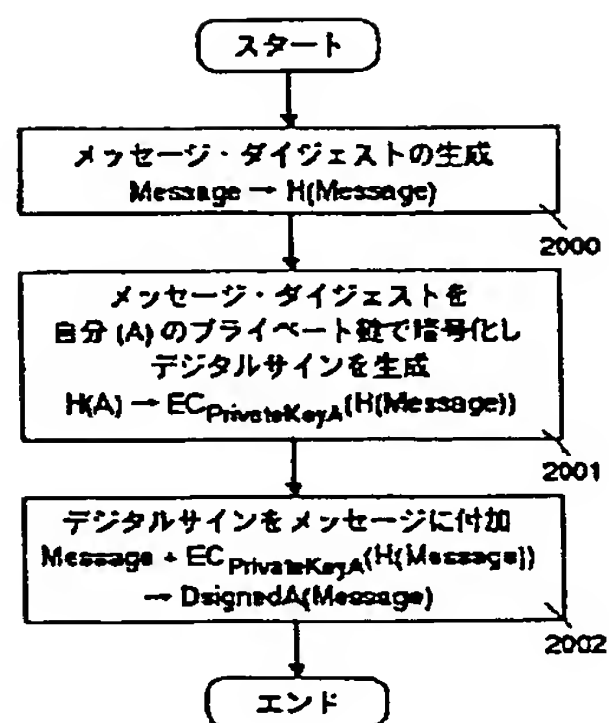 スタート
メッセージ・ダイジェストの生成
Message → H(Message)
2000
メッセージ・ダイジェストを
自分 (A) のプライベート鍵で暗号化し
デジタルサインを生成
H(A) → EC PrivateKeyA (H(Message))
2001
デジタルサインをメッセージに付加
Message + EC PrivateKeyA (H(Message))
→ DsignedA(Message)
2002
エンド